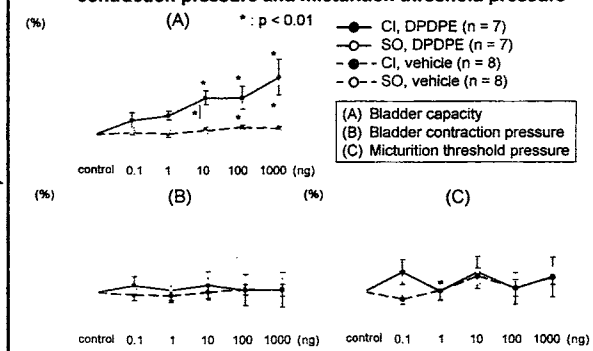 contraction pressure and micturition threshold pressure
(%)
(A)
* : p < 0.01
CI, DPDPE (n = 7)
SO, DPDPE (n = 7)
CI, vehicle (n = 8)
SO, vehicle (n = 8)
(A) Bladder capacity
(B) Bladder contraction pressure
(C) Micturition threshold pressure
control 0.1 1 10 100 1000 (ng)
(%)
(B)
(%)
(C)
control 0.1 1 10 100 1000 (ng)
control 0.1 1 10 100 1000 (ng)